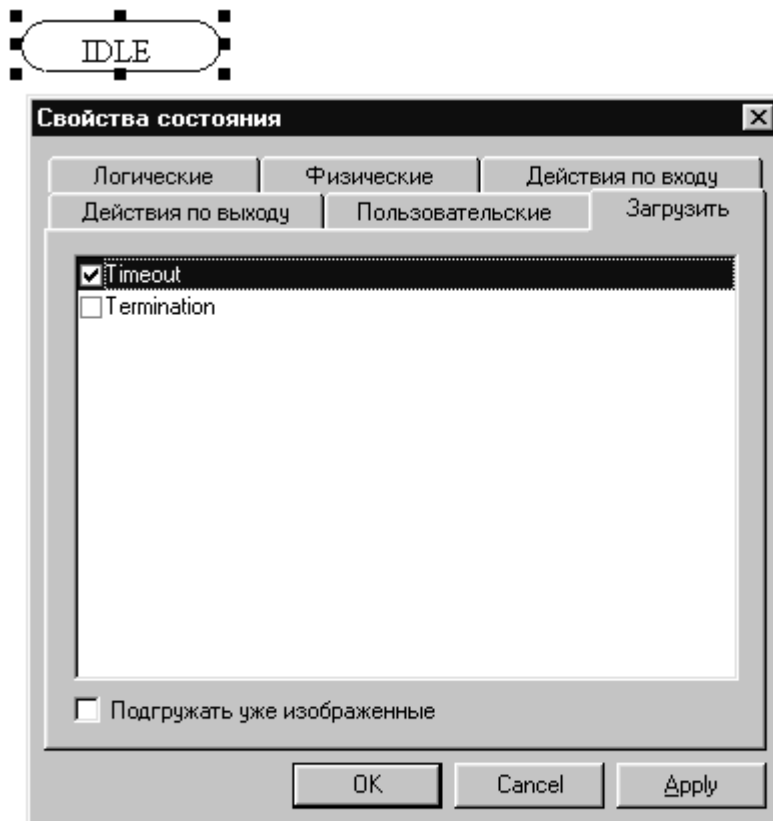 IDLE
Свойства состояния
Логические Физические Действия по входу
Действия по выходу Пользовательские Загрузить
Timeout
Termination
Подгружать уже изображенные
OK Cancel Apply